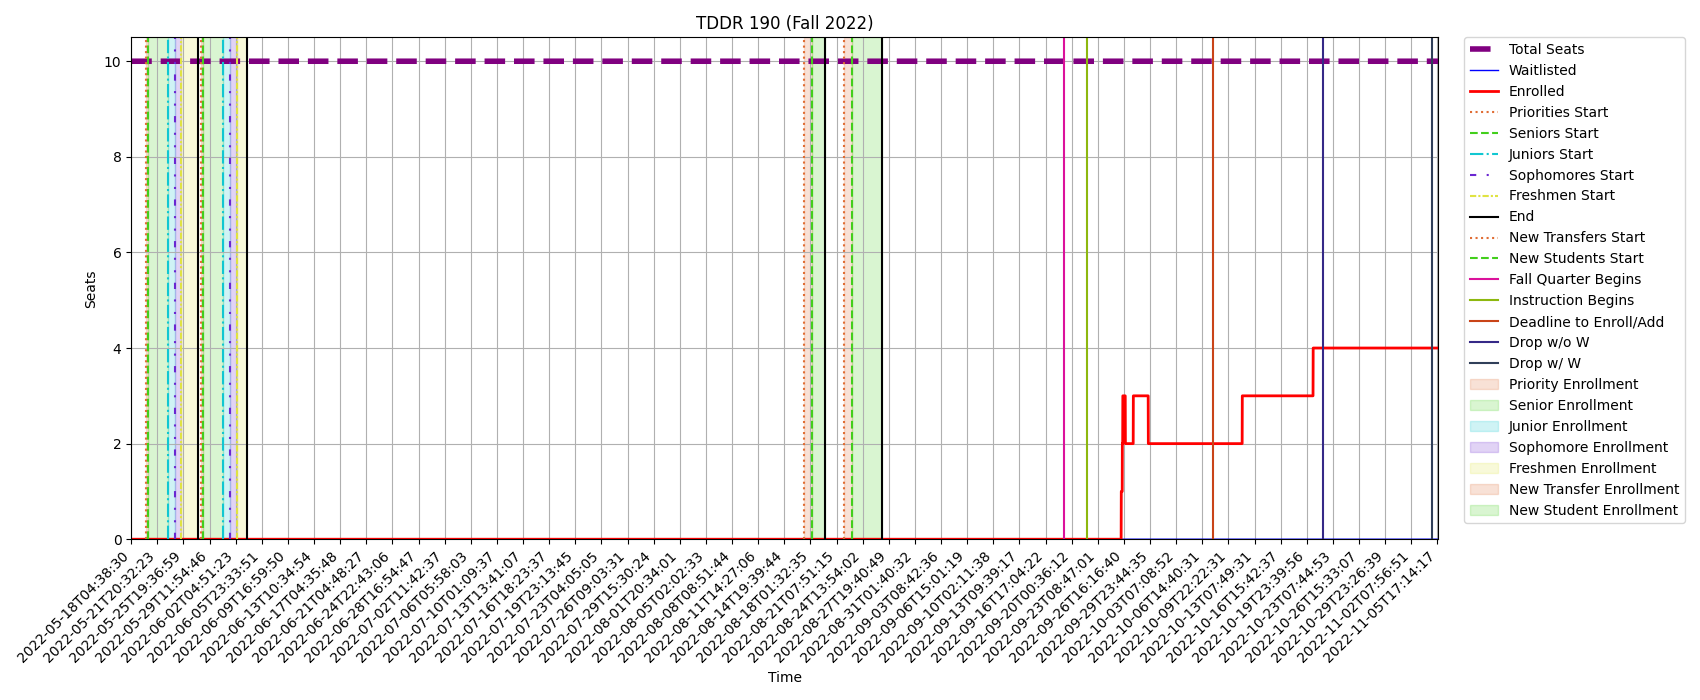 TDDR 190 (Fall 2022)
Seats
10
8
6
4
2
0
2022-05-18T04:38:30
2022-05-21T20:32:23
2022-05-25T19:36:59
2022-05-29T11:54:46
2022-06-02T04:51:23
2022-06-05T23:33:51
2022-06-09T16:59:50
2022-06-13T10:34:54
2022-06-17T04:35:48
2022-06-21T04:48:27
2022-06-24T22:43:06
2022-06-28T16:54:47
2022-07-02T11:42:37
2022-07-06T05:58:03
2022-07-10T01:09:37
2022-07-13T13:41:07
2022-07-16T18:23:37
2022-07-19T23:13:45
2022-07-23T04:05:05
2022-07-26T09:03:31
2022-07-29T15:30:24
2022-08-01T20:34:01
2022-08-05T02:02:33
2022-08-08T08:51:44
2022-08-11T14:27:06
2022-08-14T19:39:44
2022-08-18T01:32:35
2022-08-21T07:51:15
2022-08-24T13:54:02
2022-08-27T19:40:49
2022-08-31T01:40:32
2022-09-03T08:42:36
2022-09-06T15:01:19
2022-09-10T02:11:38
2022-09-13T09:39:17
2022-09-16T17:04:22
2022-09-20T00:36:12
2022-09-23T08:47:01
2022-09-26T16:16:40
2022-09-29T23:44:35
2022-10-03T07:08:52
2022-10-06T14:40:31
2022-10-09T22:22:31
2022-10-13T07:49:31
2022-10-16T15:42:37
2022-10-19T23:39:56
2022-10-23T07:44:53
2022-10-26T15:33:07
2022-10-29T23:26:39
2022-11-02T07:56:51
2022-11-05T17:14:17
Time
Total Seats
Waitlisted
Enrolled
Priorities Start
Seniors Start
Juniors Start
Sophomores Start
Freshmen Start
End
New Transfers Start
New Students Start
Fall Quarter Begins
Instruction Begins
Deadline to Enroll/Add
Drop w/o W
Drop w/ W
Priority Enrollment
Senior Enrollment
Junior Enrollment
Sophomore Enrollment
Freshmen Enrollment
New Transfer Enrollment
New Student Enrollment